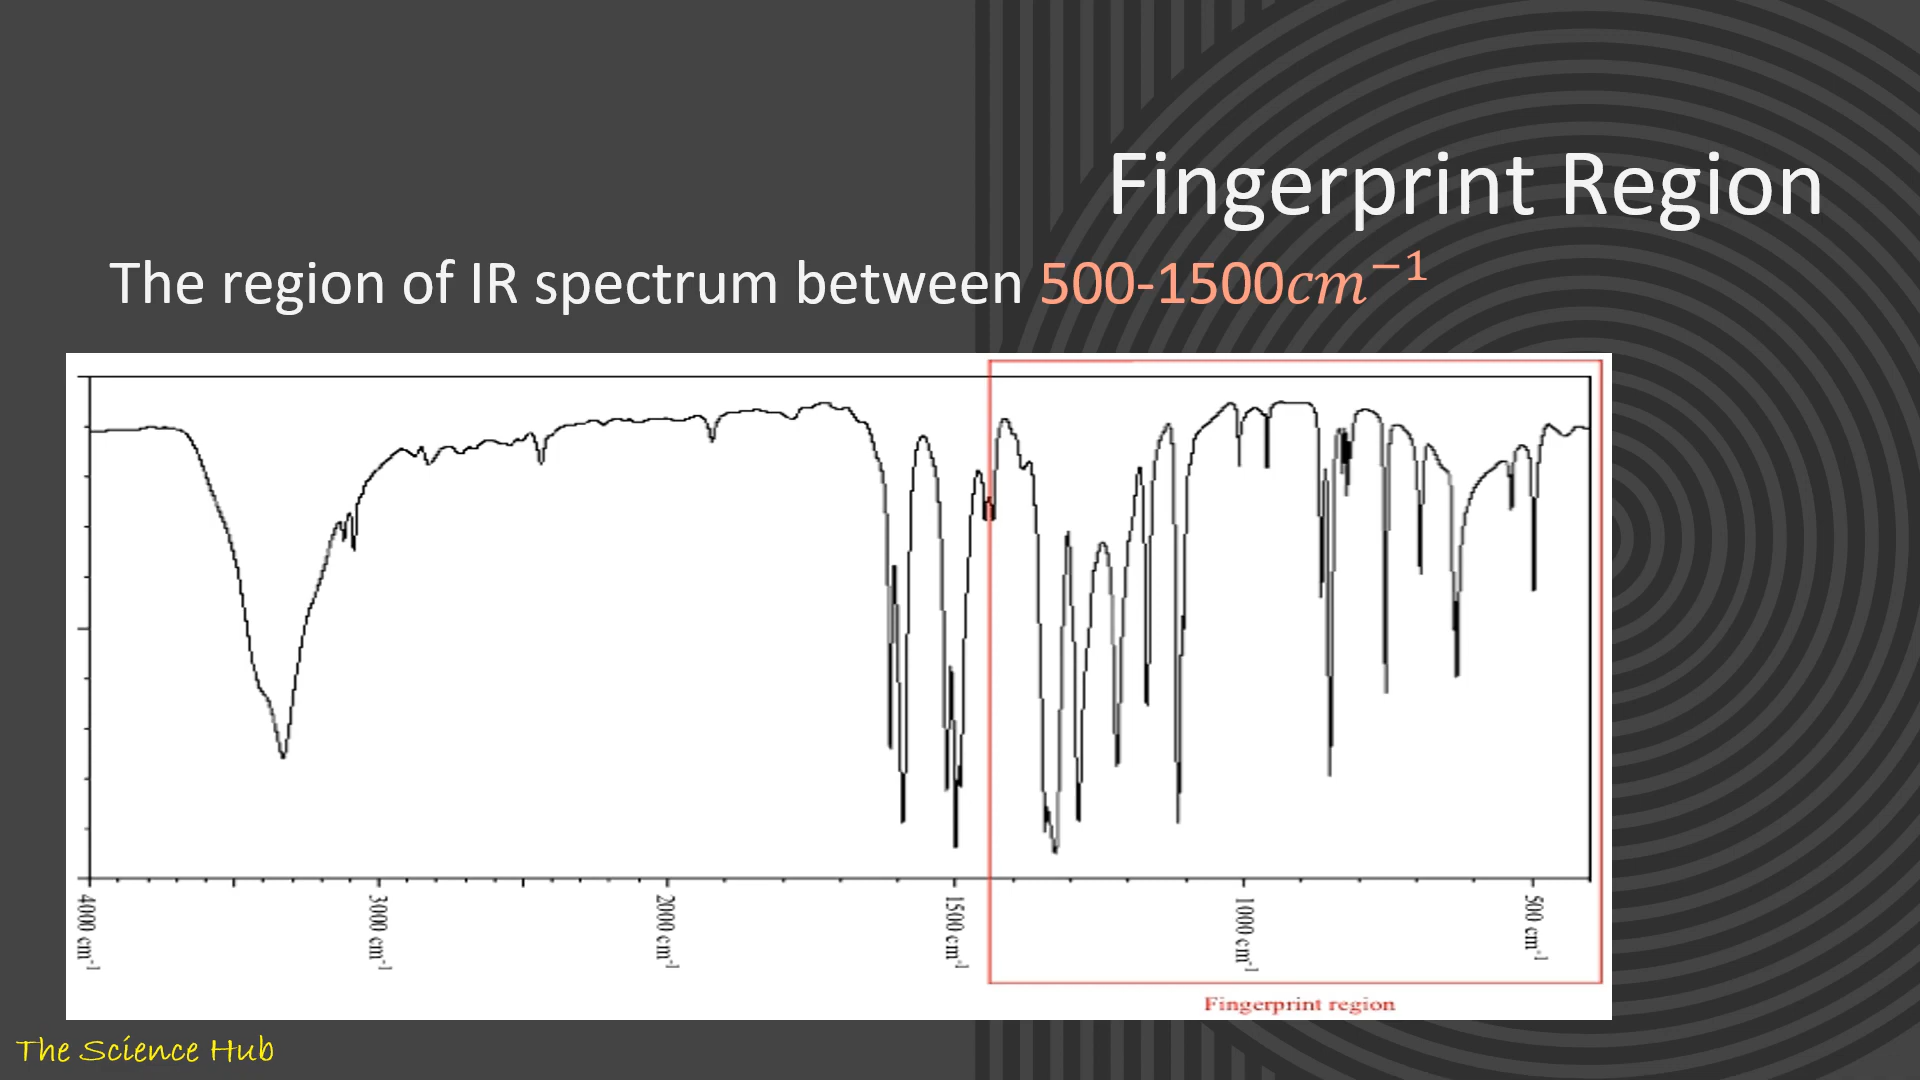 Fingerprint Region
The region of IR spectrum between 500-1500cm⁻¹
4000 cm⁻¹
3000 cm⁻¹
2000 cm⁻¹
1500 cm⁻¹
1000 cm⁻¹
500 cm⁻¹
Fingerprint region
The Science Hub